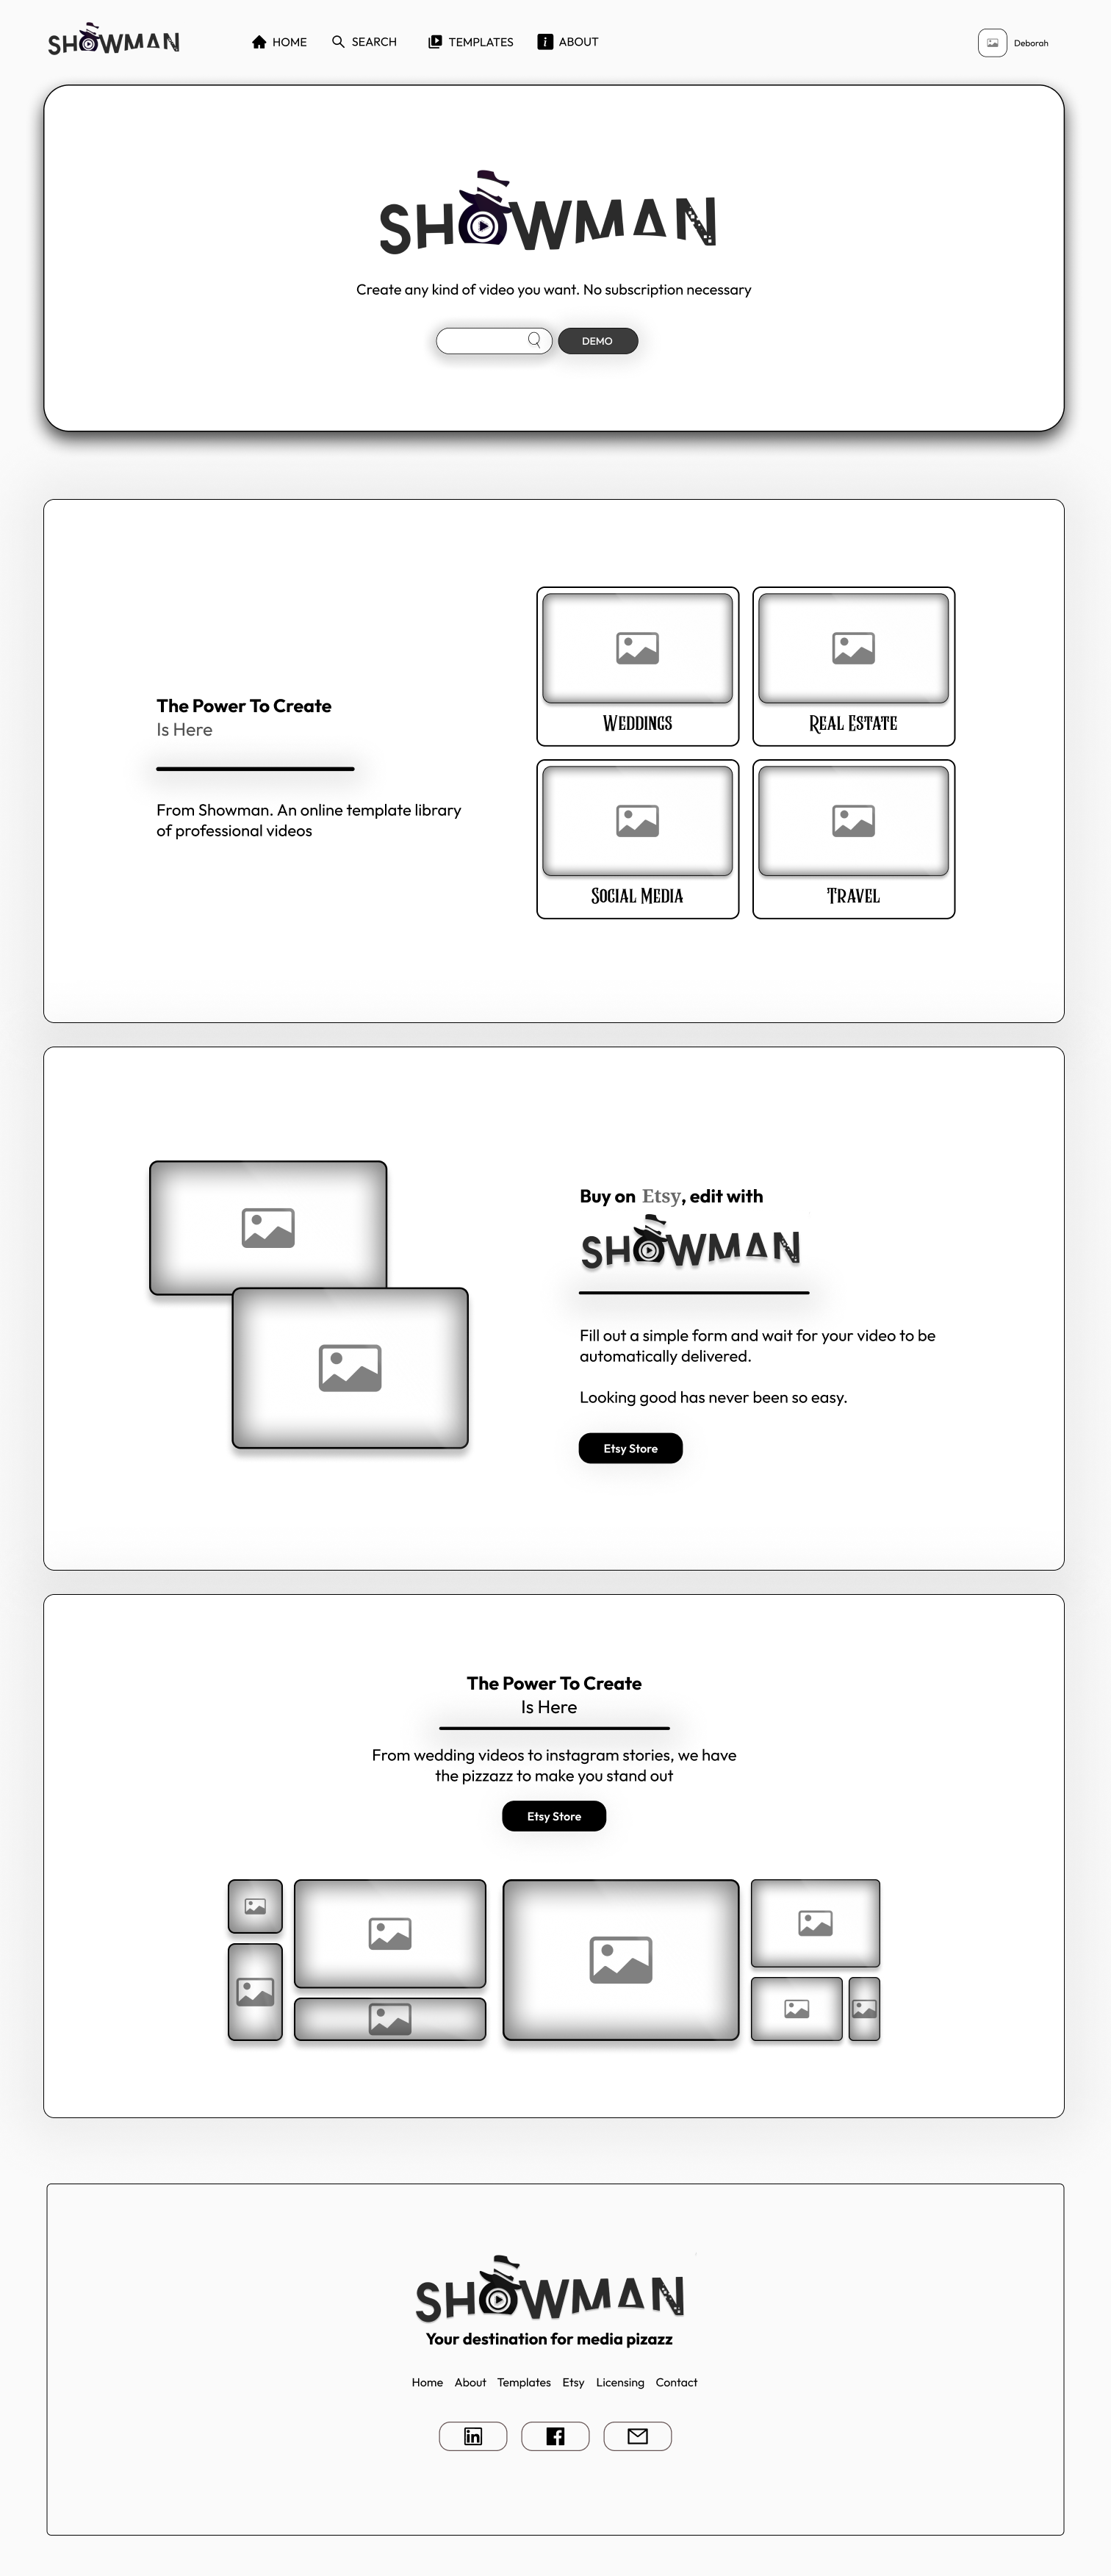 SHOWMAN
HOME
SEARCH
TEMPLATES
ABOUT
Deborah
SHOWMAN
Create any kind of video you want. No subscription necessary
DEMO
The Power To Create
Is Here
From Showman. An online template library
of professional videos
WEDDINGS
REAL ESTATE
SOCIAL MEDIA
TRAVEL
Buy on Etsy, edit with
SHOWMAN
Fill out a simple form and wait for your video to be
automatically delivered.
Looking good has never been so easy.
Etsy Store
The Power To Create
Is Here
From wedding videos to instagram stories, we have
the pizzazz to make you stand out
Etsy Store
SHOWMAN
Your destination for media pizazz
Home About Templates Etsy Licensing Contact